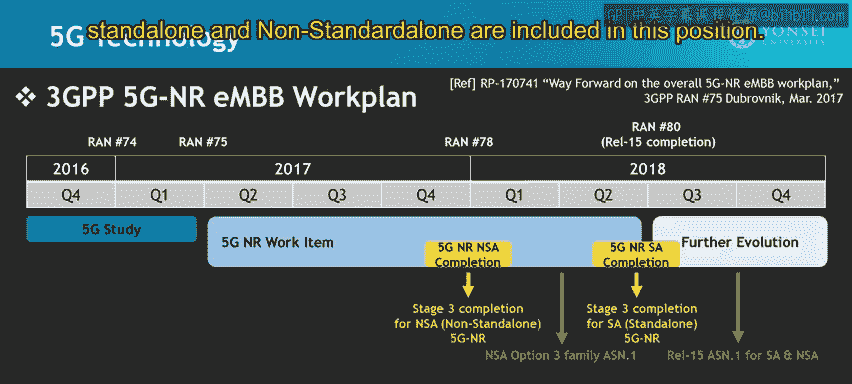 standalone and Non-Standardalone are included in this position.
5G Technology
YONSEI
UNIVERSITY
❖ 3GPP 5G-NR eMBB Workplan
[Ref] RP-170741 “Way Forward on the overall 5G-NR eMBB workplan,”
3GPP RAN #75 Dubrovnik, Mar. 2017
RAN #74 RAN #75 RAN #78 RAN #80
(Rel-15 completion)
2016 2017 2018
Q4 Q1 Q2 Q3 Q4 Q1 Q2 Q3 Q4
5G Study
5G NR Work Item
5G NR NSA
Completion
5G NR SA
Completion
Further Evolution
Stage 3 completion
for NSA (Non-Standalone)
5G-NR
Stage 3 completion
for SA (Standalone)
5G-NR
NSA Option 3 family ASN.1
Rel-15 ASN.1 for SA & NSA